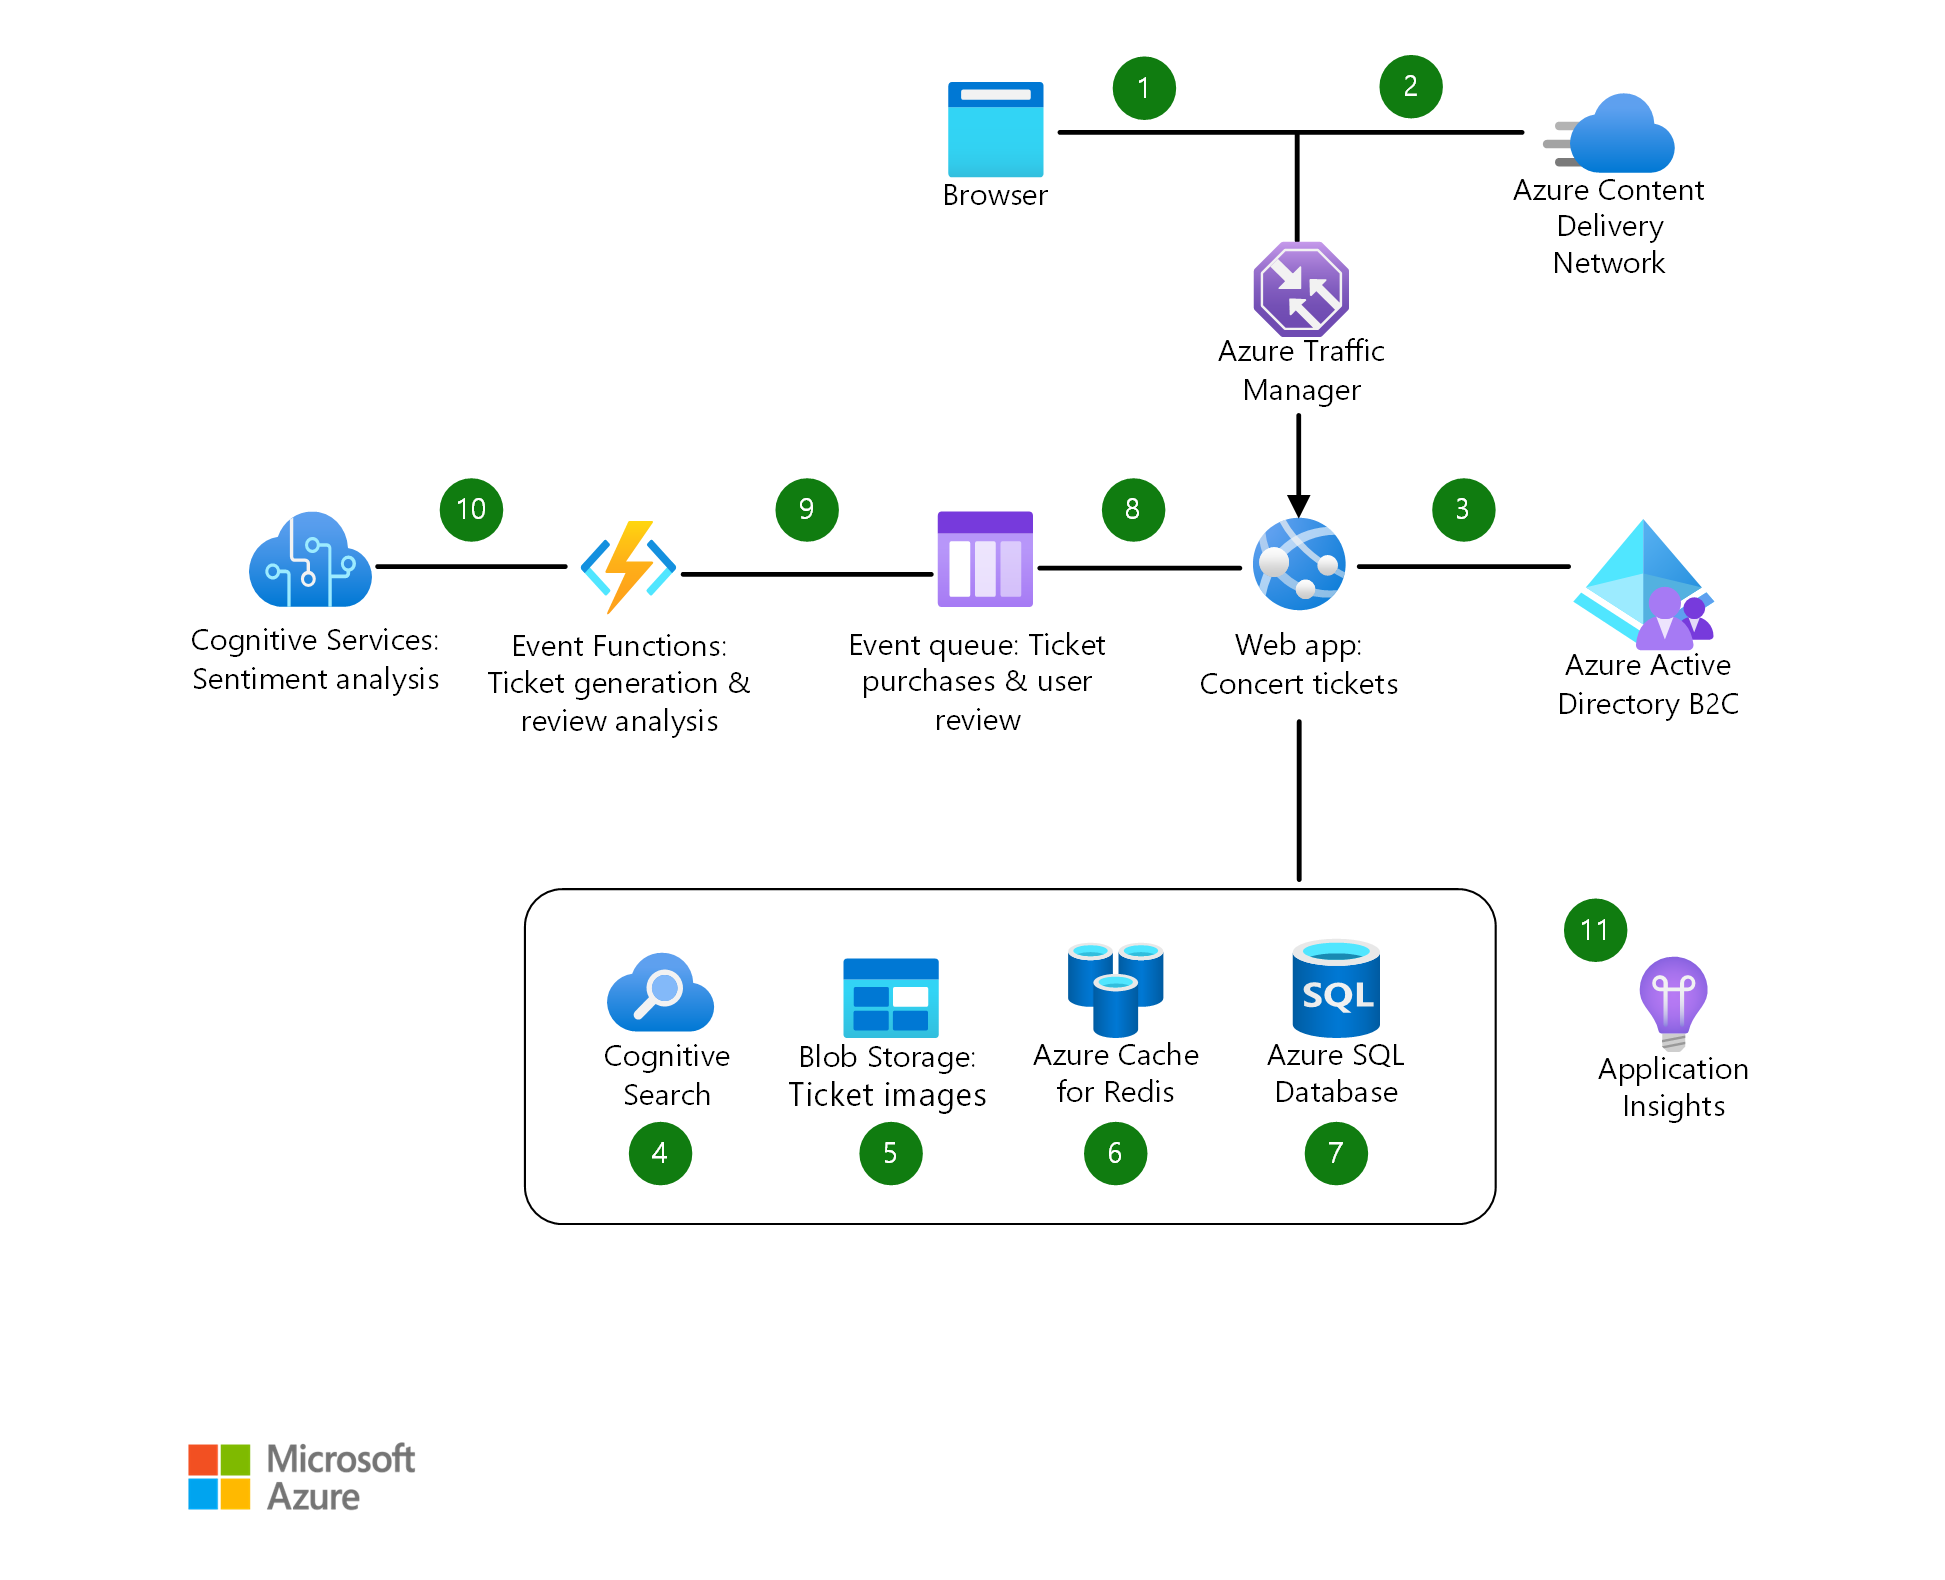 1
2
Browser
Azure Content
Delivery
Network
Azure Traffic
Manager
10
9
8
3
Cognitive Services:
Sentiment analysis
Event Functions:
Ticket generation &
review analysis
Event queue: Ticket
purchases & user
review
Web app:
Concert tickets
Azure Active
Directory B2C
11
SQL
Cognitive
Search
Blob Storage:
Ticket images
Azure Cache
for Redis
Azure SQL
Database
Application
Insights
4
5
6
7
Microsoft
Azure